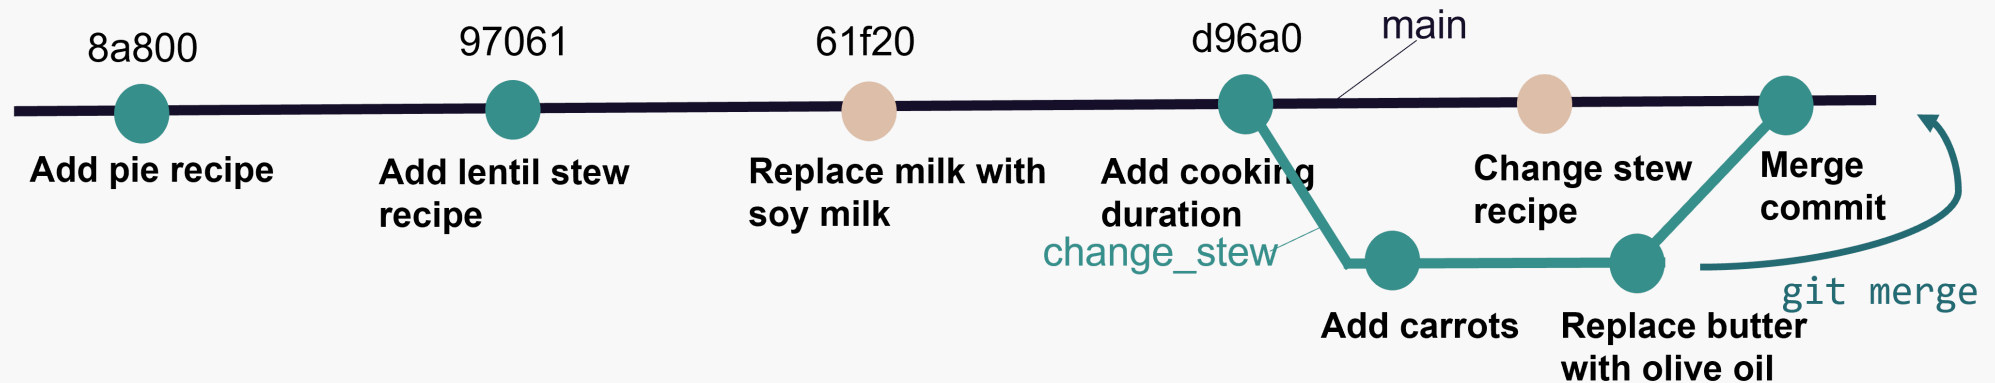 8a800
97061
61f20
d96a0
main
Add pie recipe
Add lentil stew
recipe
Replace milk with
soy milk
Add cooking
duration
Change stew
recipe
Merge
commit
change_stew
git merge
Add carrots
Replace butter
with olive oil